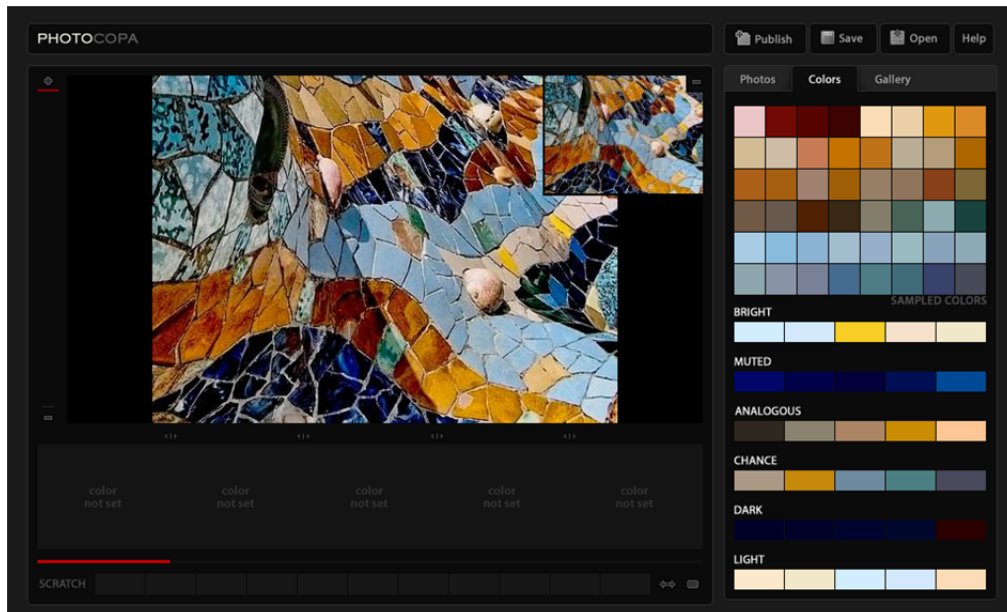 PHOTOCOPA
Publish
Save
Open
Help
Photos
Colors
Gallery
SAMPLED COLORS
BRIGHT
MUTED
ANALOGOUS
CHANCE
DARK
LIGHT
color
not set
color
not set
color
not set
color
not set
color
not set
SCRATCH